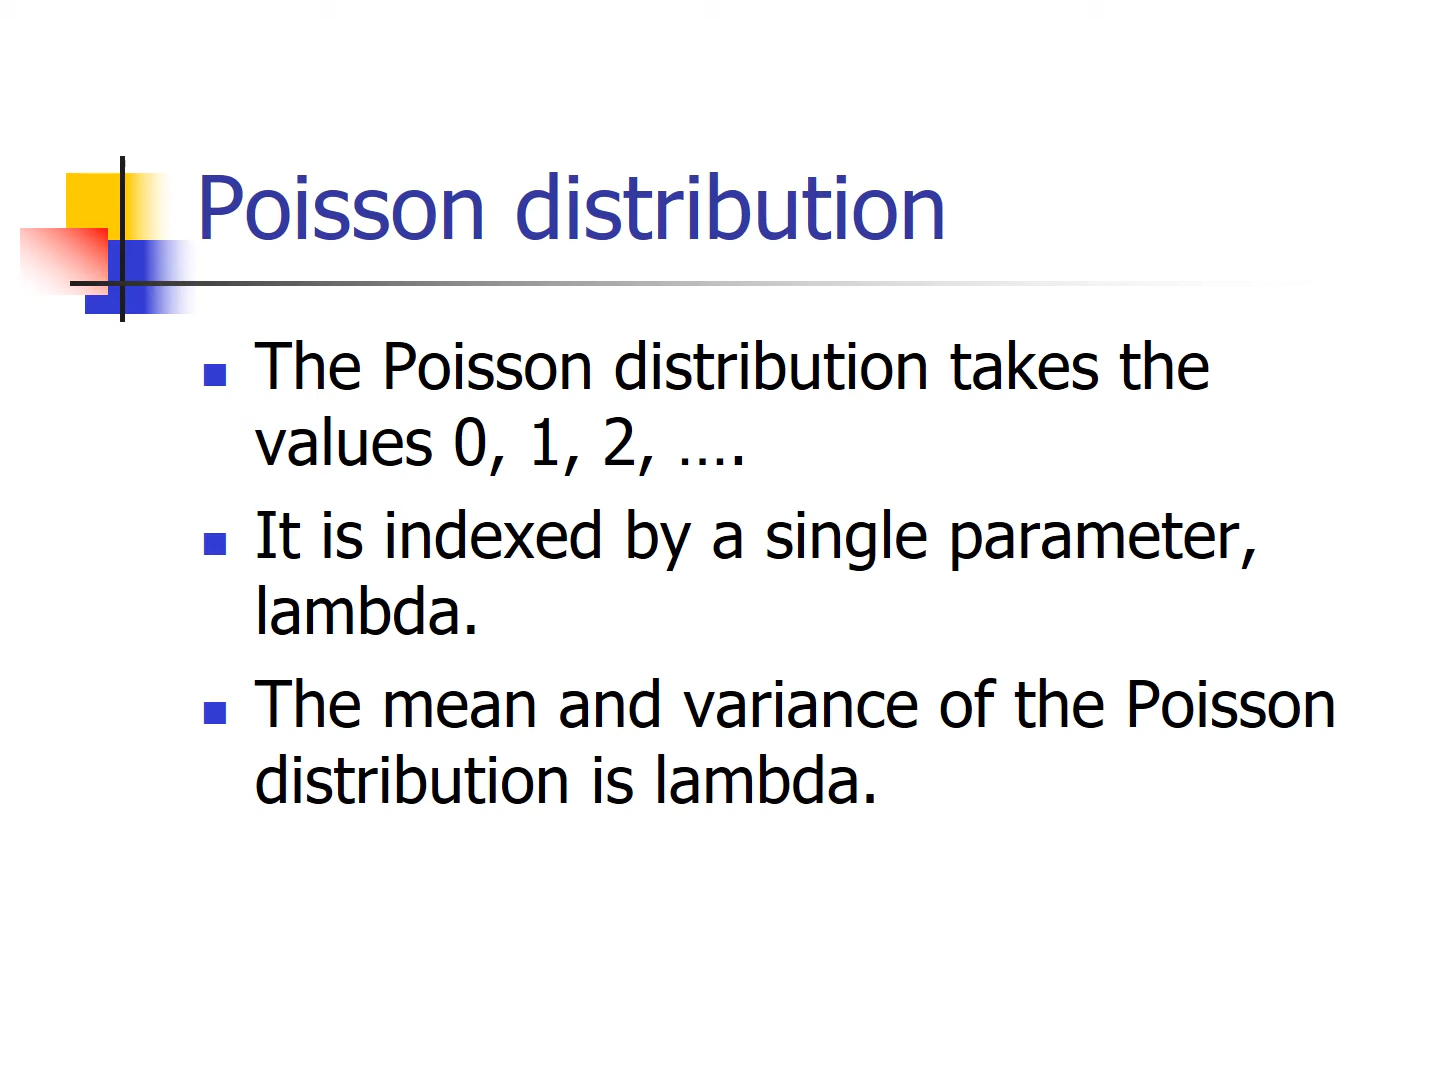 Poisson distribution
The Poisson distribution takes the
values 0, 1, 2, ….
It is indexed by a single parameter,
lambda.
The mean and variance of the Poisson
distribution is lambda.